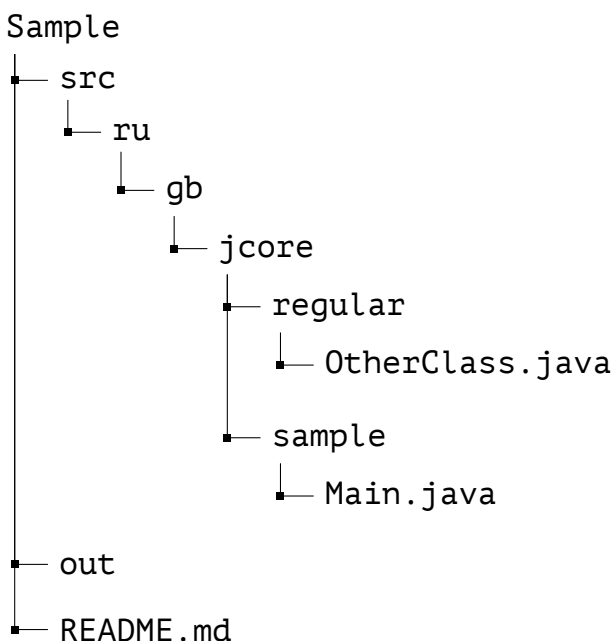 Sample
src
ru
gb
jcore
regular
OtherClass.java
sample
Main.java
out
README.md